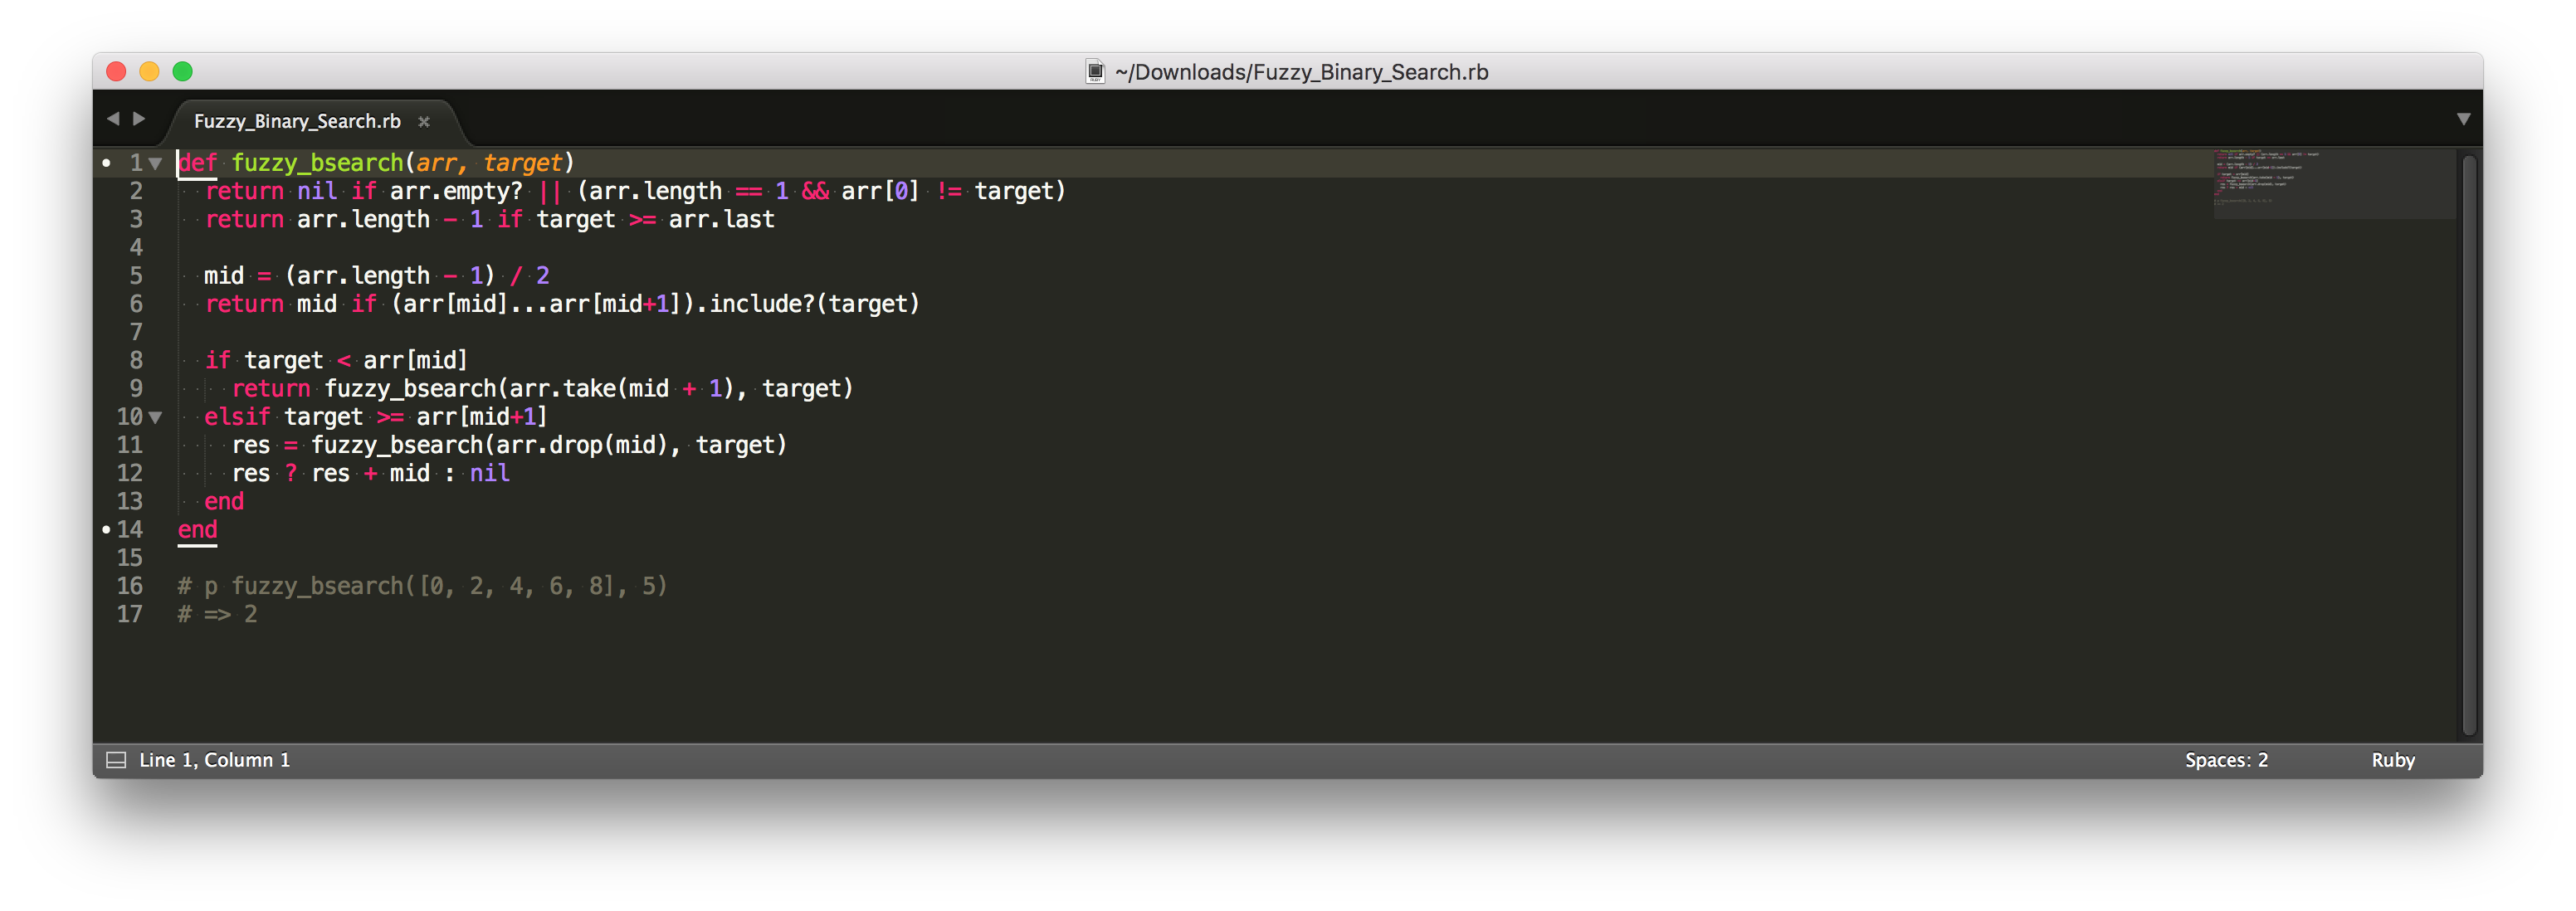 ~/Downloads/Fuzzy_Binary_Search.rb
Fuzzy_Binary_Search.rb
1 def fuzzy_bsearch(arr, target)
2   return nil if arr.empty? || (arr.length == 1 && arr[0] != target)
3   return arr.length - 1 if target >= arr.last
4
5   mid = (arr.length - 1) / 2
6   return mid if (arr[mid]...arr[mid+1]).include?(target)
7
8   if target < arr[mid]
9     return fuzzy_bsearch(arr.take(mid + 1), target)
10   elsif target >= arr[mid+1]
11     res = fuzzy_bsearch(arr.drop(mid), target)
12     res ? res + mid : nil
13   end
14 end
15
16 # p fuzzy_bsearch([0, 2, 4, 6, 8], 5)
17 # => 2
Line 1, Column 1 Spaces: 2 Ruby